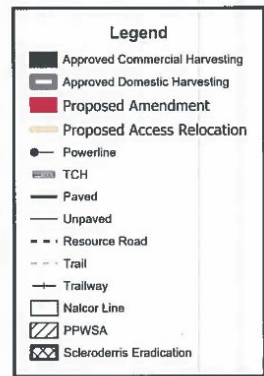 Legend
Approved Commercial Harvesting
Approved Domestic Harvesting
Proposed Amendment
Proposed Access Relocation
Powerline
TCH
Paved
Unpaved
Resource Road
Trail
Trailway
Nalcor Line
PPWSA
Scleroderris Eradication